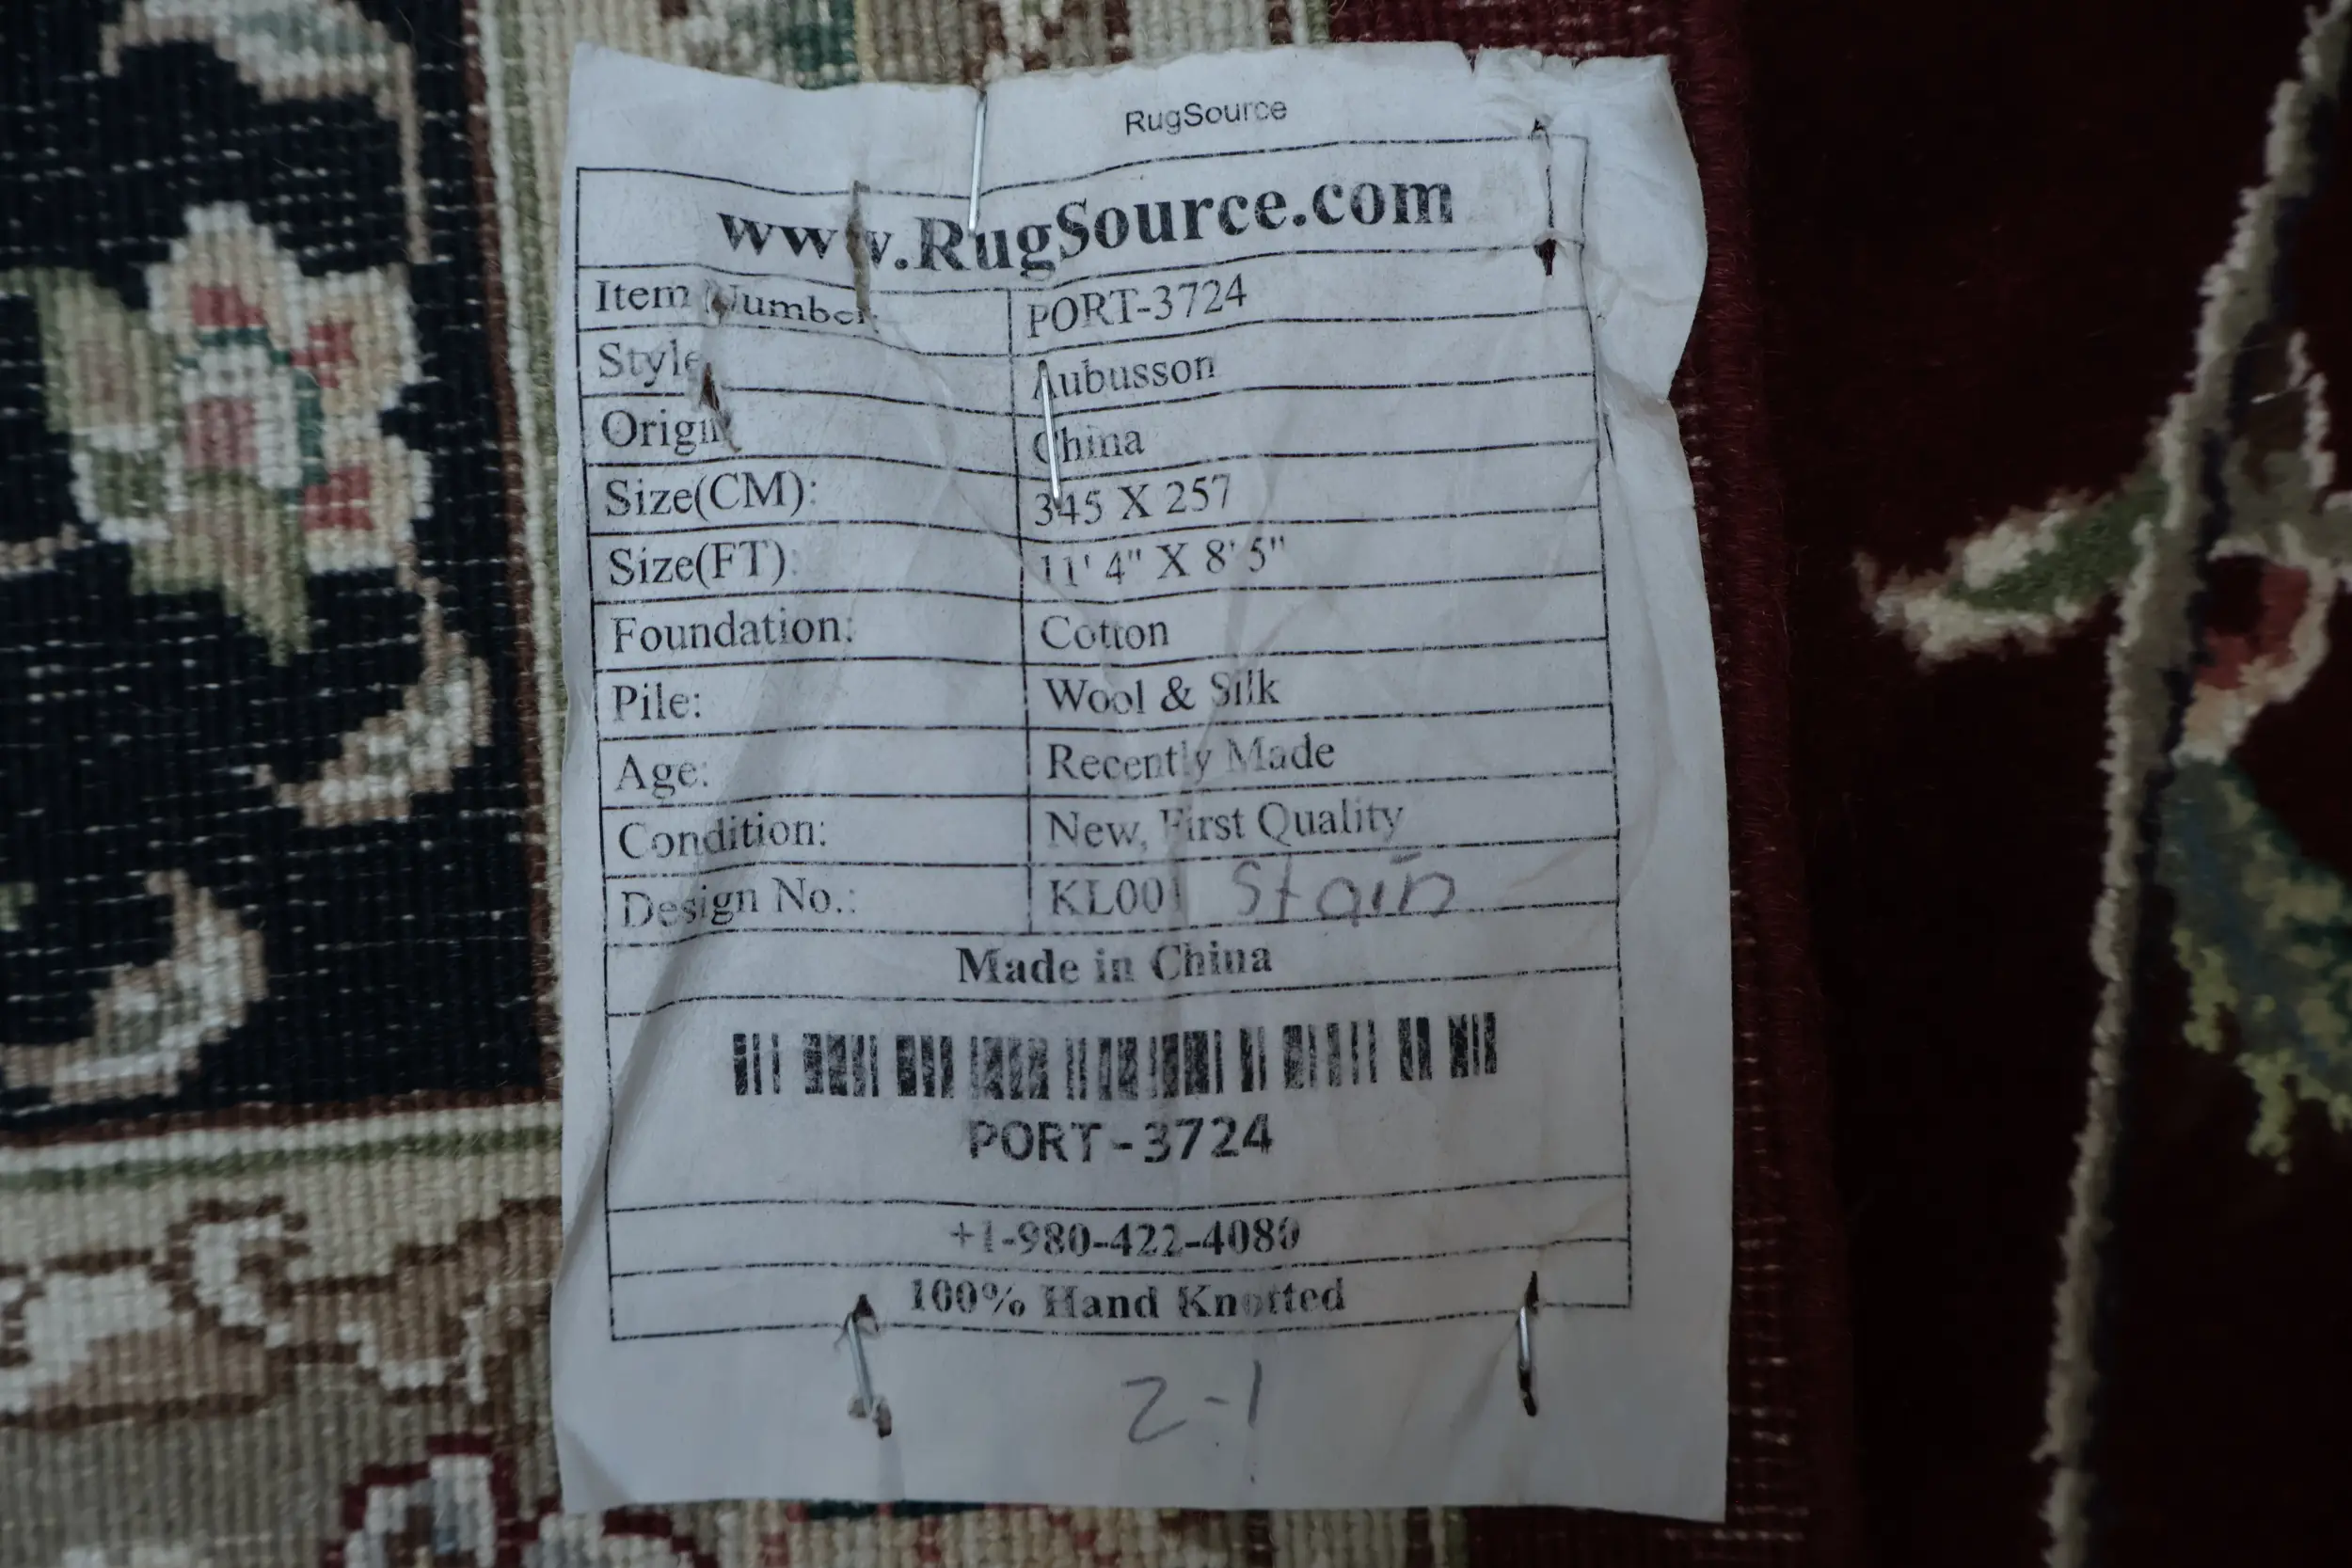 RugSource
www.RugSource.com
Item Number: PORT-3724
Style: Aubusson
Origin: China
Size(CM): 345 X 257
Size(FT): 11' 4" X 8' 5"
Foundation: Cotton
Pile: Wool & Silk
Age: Recently Made
Condition: New, First Quality
Design No.: KL001 Stain
Made in China
PORT-3724
+1-980-422-4080
100% Hand Knotted
2-1